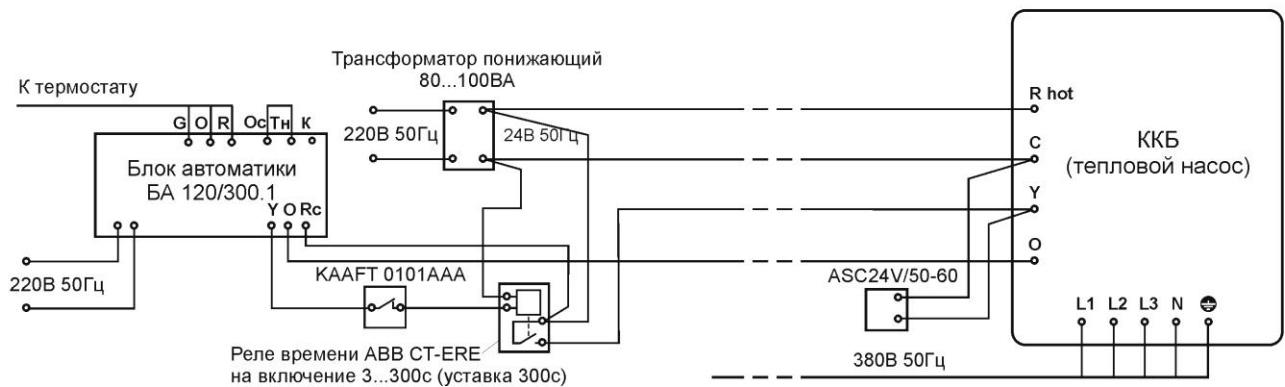 К термостату
Трансформатор понижающий
80...100ВА
G O R Oc Тн К
220В 50Гц
24В 50Гц
R hot
C
Y
O
ККБ
(тепловой насос)
Блок автоматики
БА 120/300.1
Y O Rc
220В 50Гц
KAAFT 0101AAA
ASC24V/50-60
L1 L2 L3 N
Реле времени ABB CT-ERE
на включение 3...300с (уставка 300с)
380В 50Гц